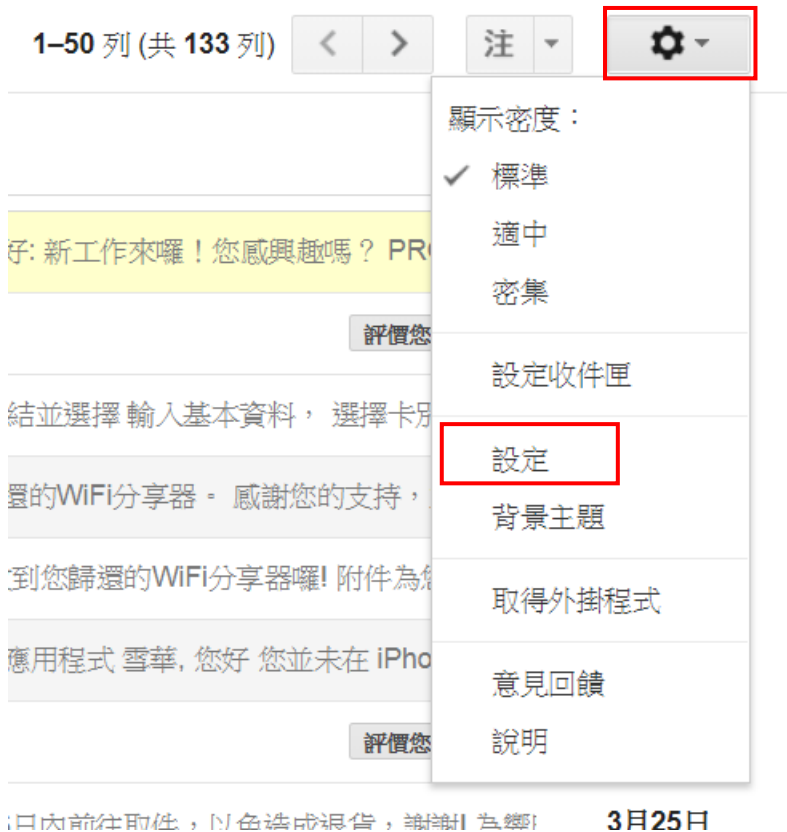 1–50 列 (共 133 列)
注
顯示密度：
標準
適中
密集
設定收件匣
設定
背景主題
取得外掛程式
意見回饋
說明
好: 新工作來囉！您感興趣嗎？ PR
評價您
結並選擇 輸入基本資料， 選擇卡別
還的WiFi分享器。 感謝您的支持，
到您歸還的WiFi分享器囉! 附件為您
應用程式 雪華, 您好 您並未在 iPho
評價您
日內前往取件，以免造成退貨，謝謝! 為響
3月25日